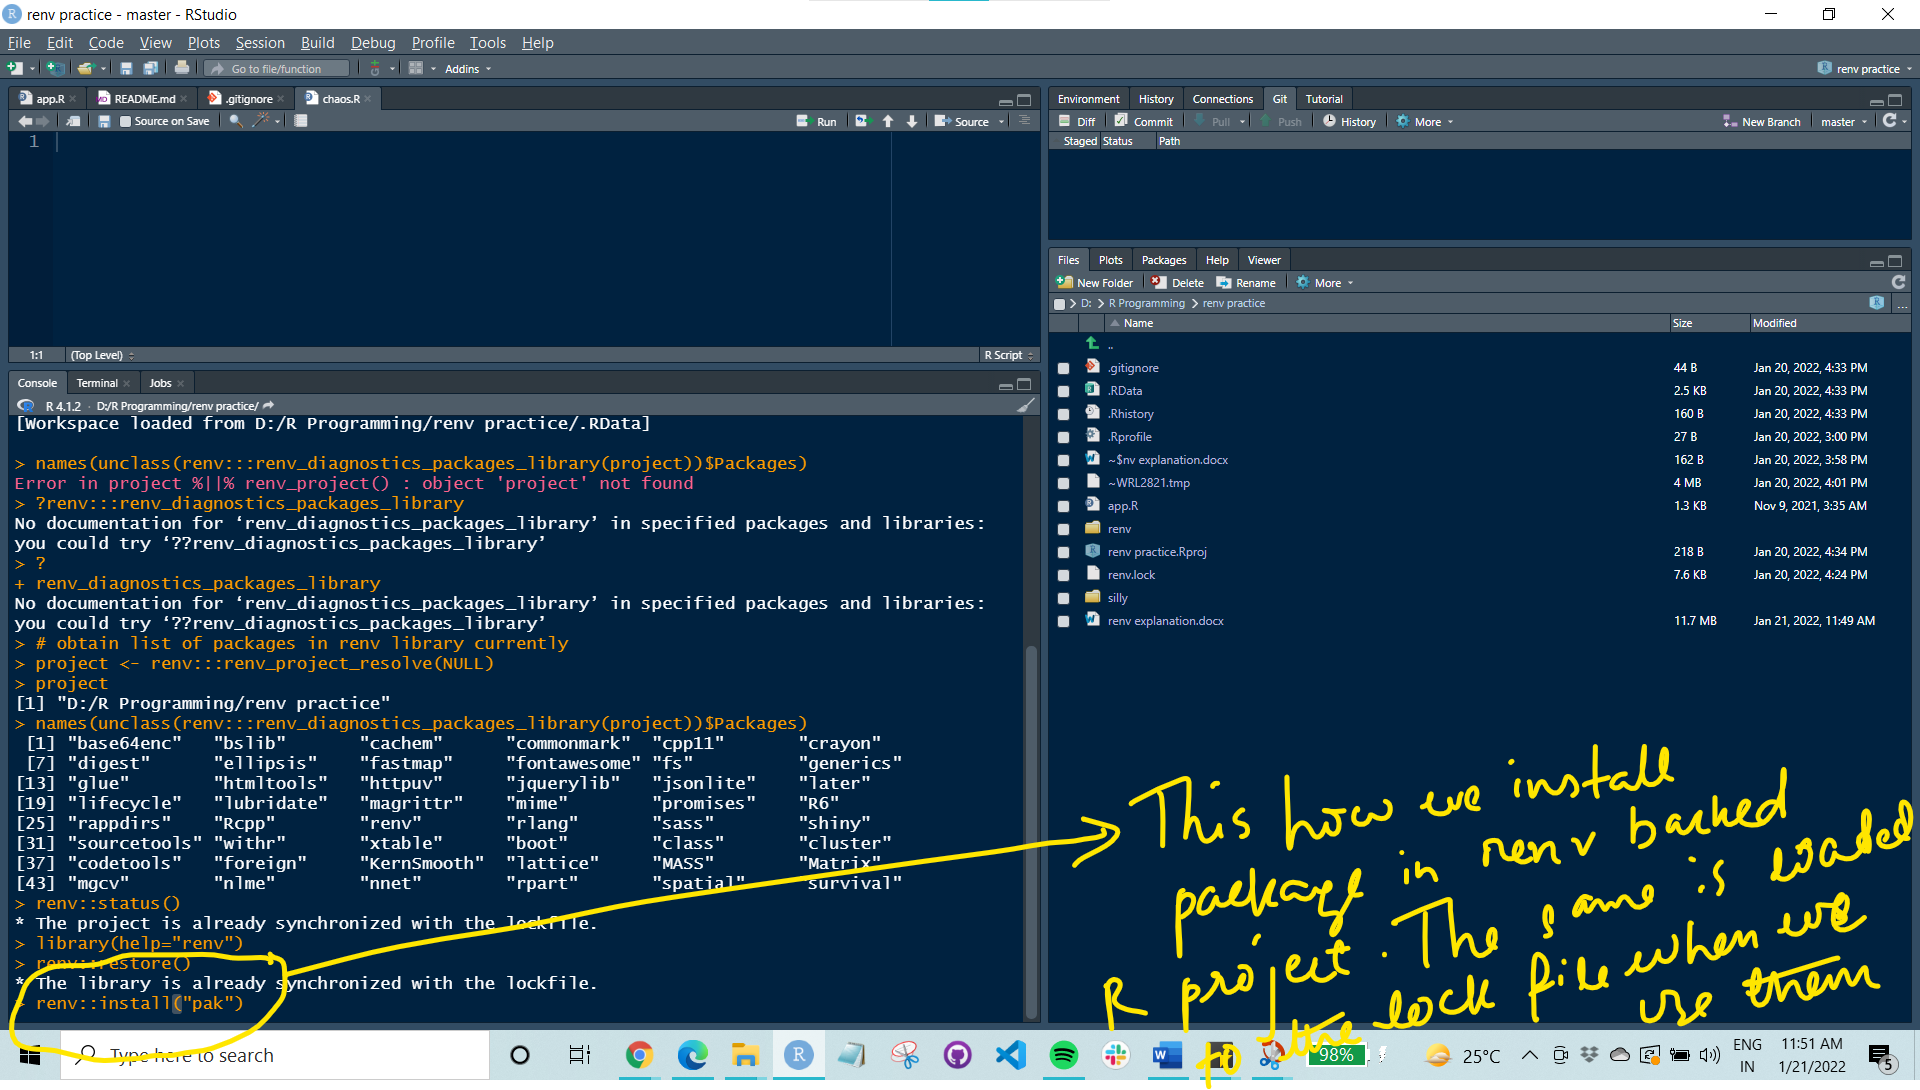 renv practice - master - RStudio
File Edit Code View Plots Session Build Debug Profile Tools Help
Go to file/function Addins renv practice
app.R README.md .gitignore chaos.R
Source on Save Run Source
1
1:1 (Top Level) R Script
Console Terminal Jobs
R 4.1.2 · D:/R Programming/renv practice/
[Workspace loaded from D:/R Programming/renv practice/.RData]
> names(unclass(renv:::renv_diagnostics_packages_library(project))$Packages)
Error in project %||% renv_project() : object 'project' not found
> ?renv:::renv_diagnostics_packages_library
No documentation for ‘renv_diagnostics_packages_library’ in specified packages and libraries:
you could try ‘??renv_diagnostics_packages_library’
> ?
+ renv_diagnostics_packages_library
No documentation for ‘renv_diagnostics_packages_library’ in specified packages and libraries:
you could try ‘??renv_diagnostics_packages_library’
> # obtain list of packages in renv library currently
> project <- renv:::renv_project_resolve(NULL)
> project
[1] "D:/R Programming/renv practice"
> names(unclass(renv:::renv_diagnostics_packages_library(project))$Packages)
[1] "base64enc" "bslib" "cachem" "commonmark" "cpp11" "crayon"
[7] "digest" "ellipsis" "fastmap" "fontawesome" "fs" "generics"
[13] "glue" "htmltools" "httpuv" "jquerylib" "jsonlite" "later"
[19] "lifecycle" "lubridate" "magrittr" "mime" "promises" "R6"
[25] "rappdirs" "Rcpp" "renv" "rlang" "sass" "shiny"
[31] "sourcetools" "withr" "xtable" "boot" "class" "cluster"
[37] "codetools" "foreign" "KernSmooth" "lattice" "MASS" "Matrix"
[43] "mgcv" "nlme" "nnet" "rpart" "spatial" "survival"
> renv::status()
* The project is already synchronized with the lockfile.
> library(help="renv")
> renv::restore()
* The library is already synchronized with the lockfile.
> renv::install("pak")
Environment History Connections Git Tutorial
Diff Commit Pull Push History More New Branch master
Staged Status Path
Files Plots Packages Help Viewer
New Folder Delete Rename More
D: > R Programming > renv practice ...
Name Size Modified
..
.gitignore 44 B Jan 20, 2022, 4:33 PM
.RData 2.5 KB Jan 20, 2022, 4:33 PM
.Rhistory 160 B Jan 20, 2022, 4:33 PM
.Rprofile 27 B Jan 20, 2022, 3:00 PM
~$nv explanation.docx 162 B Jan 20, 2022, 3:58 PM
~WRL2821.tmp 4 MB Jan 20, 2022, 4:01 PM
app.R 1.3 KB Nov 9, 2021, 3:35 AM
renv
renv practice.Rproj 218 B Jan 20, 2022, 4:34 PM
renv.lock 7.6 KB Jan 20, 2022, 4:24 PM
silly
renv explanation.docx 11.7 MB Jan 21, 2022, 11:49 AM
This how we install
package in renv backed
R project. The same is loaded
to the lock file when we
use them
Type here to search
98% 25°C ENG IN 11:51 AM 1/21/2022 5